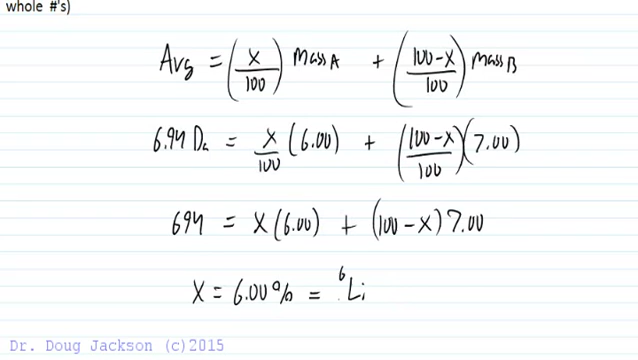 whole #'s)
Avg = (x/100) Mass A + (100-x/100) Mass B
6.94 Da = x/100 (6.00) + (100-x/100)(7.00)
694 = x(6.00) + (100-x)7.00
x = 6.00% = ⁶Li
Dr. Doug Jackson (c)2015